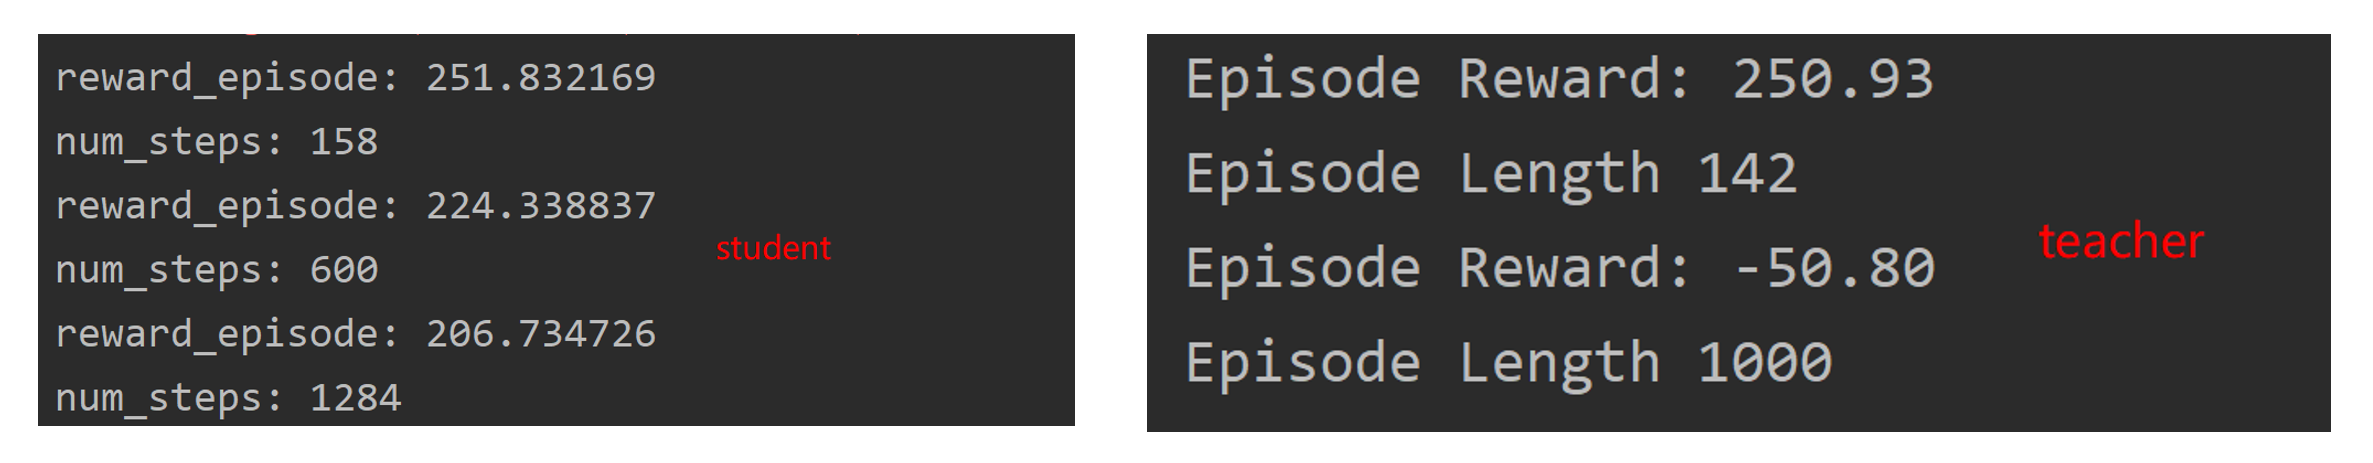 reward_episode: 251.832169
num_steps: 158
reward_episode: 224.338837
num_steps: 600
reward_episode: 206.734726
num_steps: 1284
student
Episode Reward: 250.93
Episode Length 142
Episode Reward: -50.80
Episode Length 1000
teacher